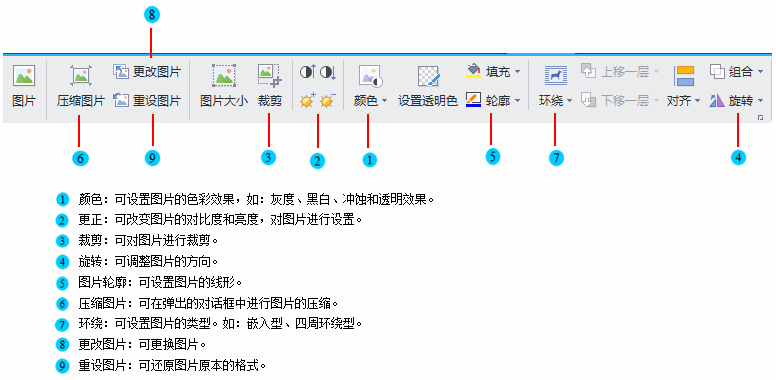 8
更改图片 填充 上移一层 组合
图片 压缩图片 重设图片 图片大小 裁剪 颜色 设置透明色 轮廓 环绕 下移一层 对齐 旋转
6 9 3 2 1 5 7 4
1 颜色：可设置图片的色彩效果，如：灰度、黑白、冲蚀和透明效果。
2 更正：可改变图片的对比度和亮度，对图片进行设置。
3 裁剪：可对图片进行裁剪。
4 旋转：可调整图片的方向。
5 图片轮廓：可设置图片的线形。
6 压缩图片：可在弹出的对话框中进行图片的压缩。
7 环绕：可设置图片的类型。如：嵌入型、四周环绕型。
8 更改图片：可更换图片。
9 重设图片：可还原图片原本的格式。